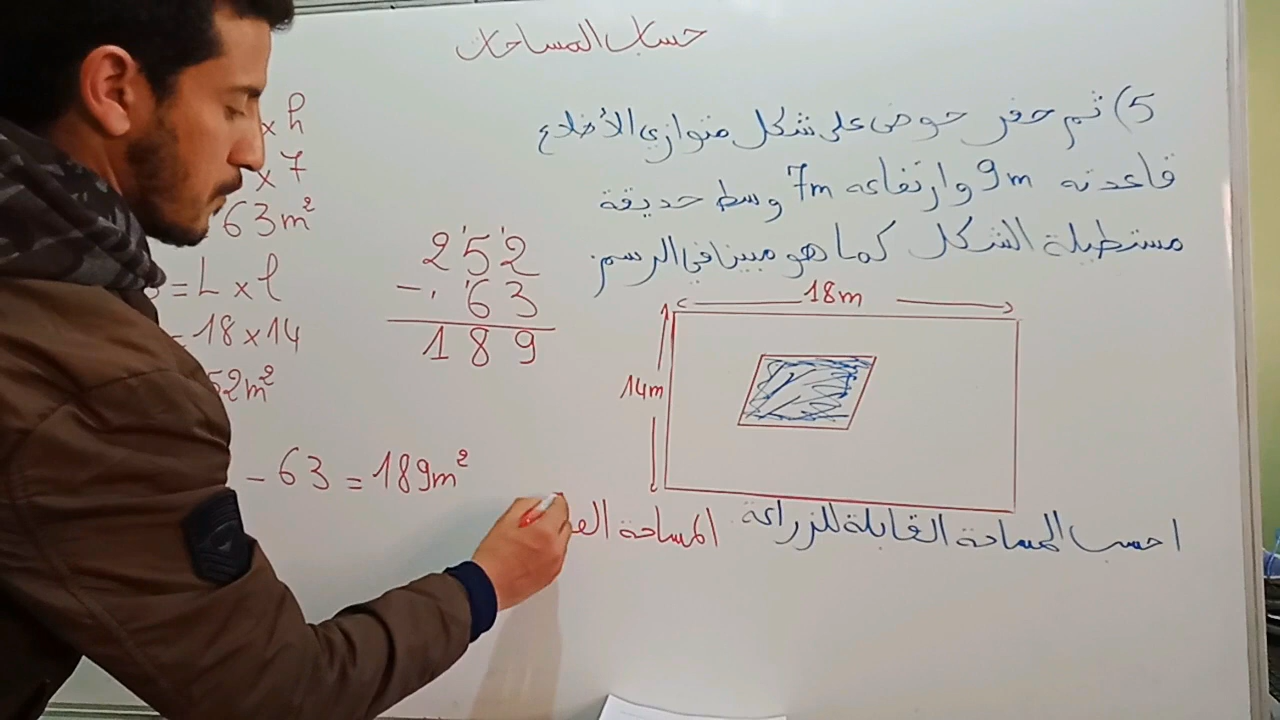 حساب المساحات
5) تم حفر حوض على شكل متوازي الأضلاع
قاعدته 9m وارتفاعه 7m وسط حديقة
مستطيلة الشكل كما هو مبين في الرسم.
18m
14m
احسب المساحة القابلة للزراعة
المساحة
x h
x 7
63m²
= L x l
= 18 x 14
52m²
- 63 = 189m²
252
- 63
189